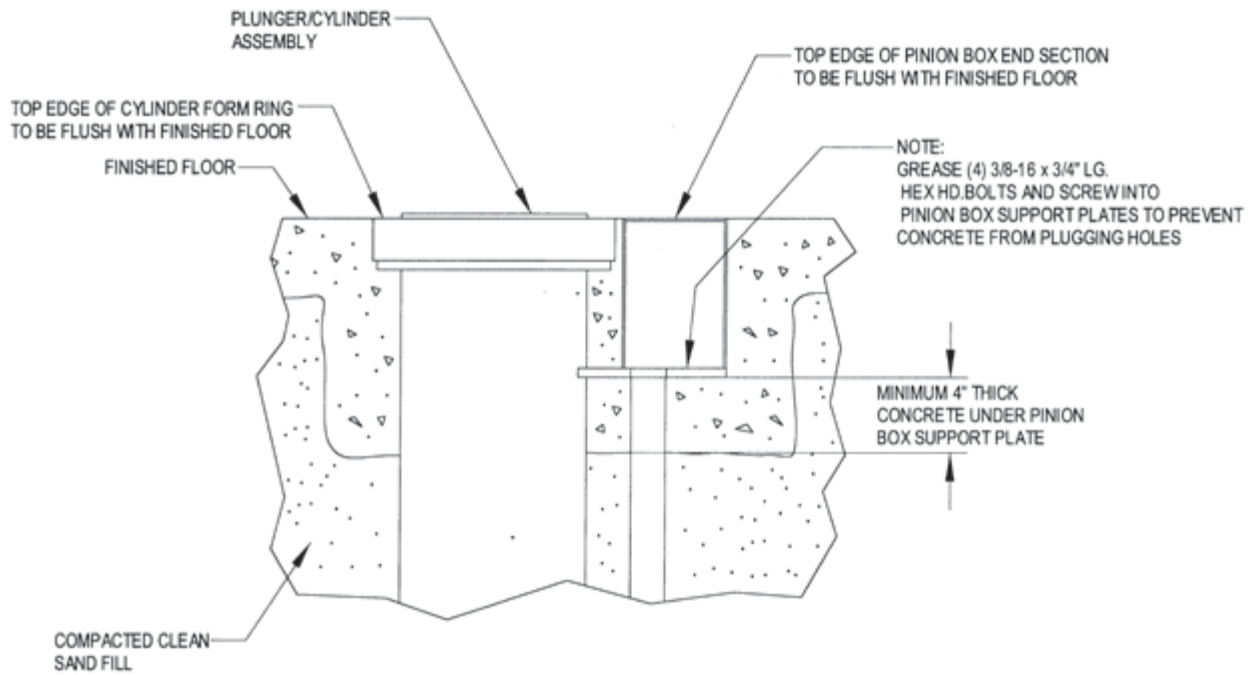 PLUNGER/CYLINDER
ASSEMBLY
TOP EDGE OF PINION BOX END SECTION
TO BE FLUSH WITH FINISHED FLOOR
TOP EDGE OF CYLINDER FORM RING
TO BE FLUSH WITH FINISHED FLOOR
FINISHED FLOOR
NOTE:
GREASE (4) 3/8-16 x 3/4" LG.
HEX HD.BOLTS AND SCREW INTO
PINION BOX SUPPORT PLATES TO PREVENT
CONCRETE FROM PLUGGING HOLES
MINIMUM 4" THICK
CONCRETE UNDER PINION
BOX SUPPORT PLATE
COMPACTED CLEAN
SAND FILL